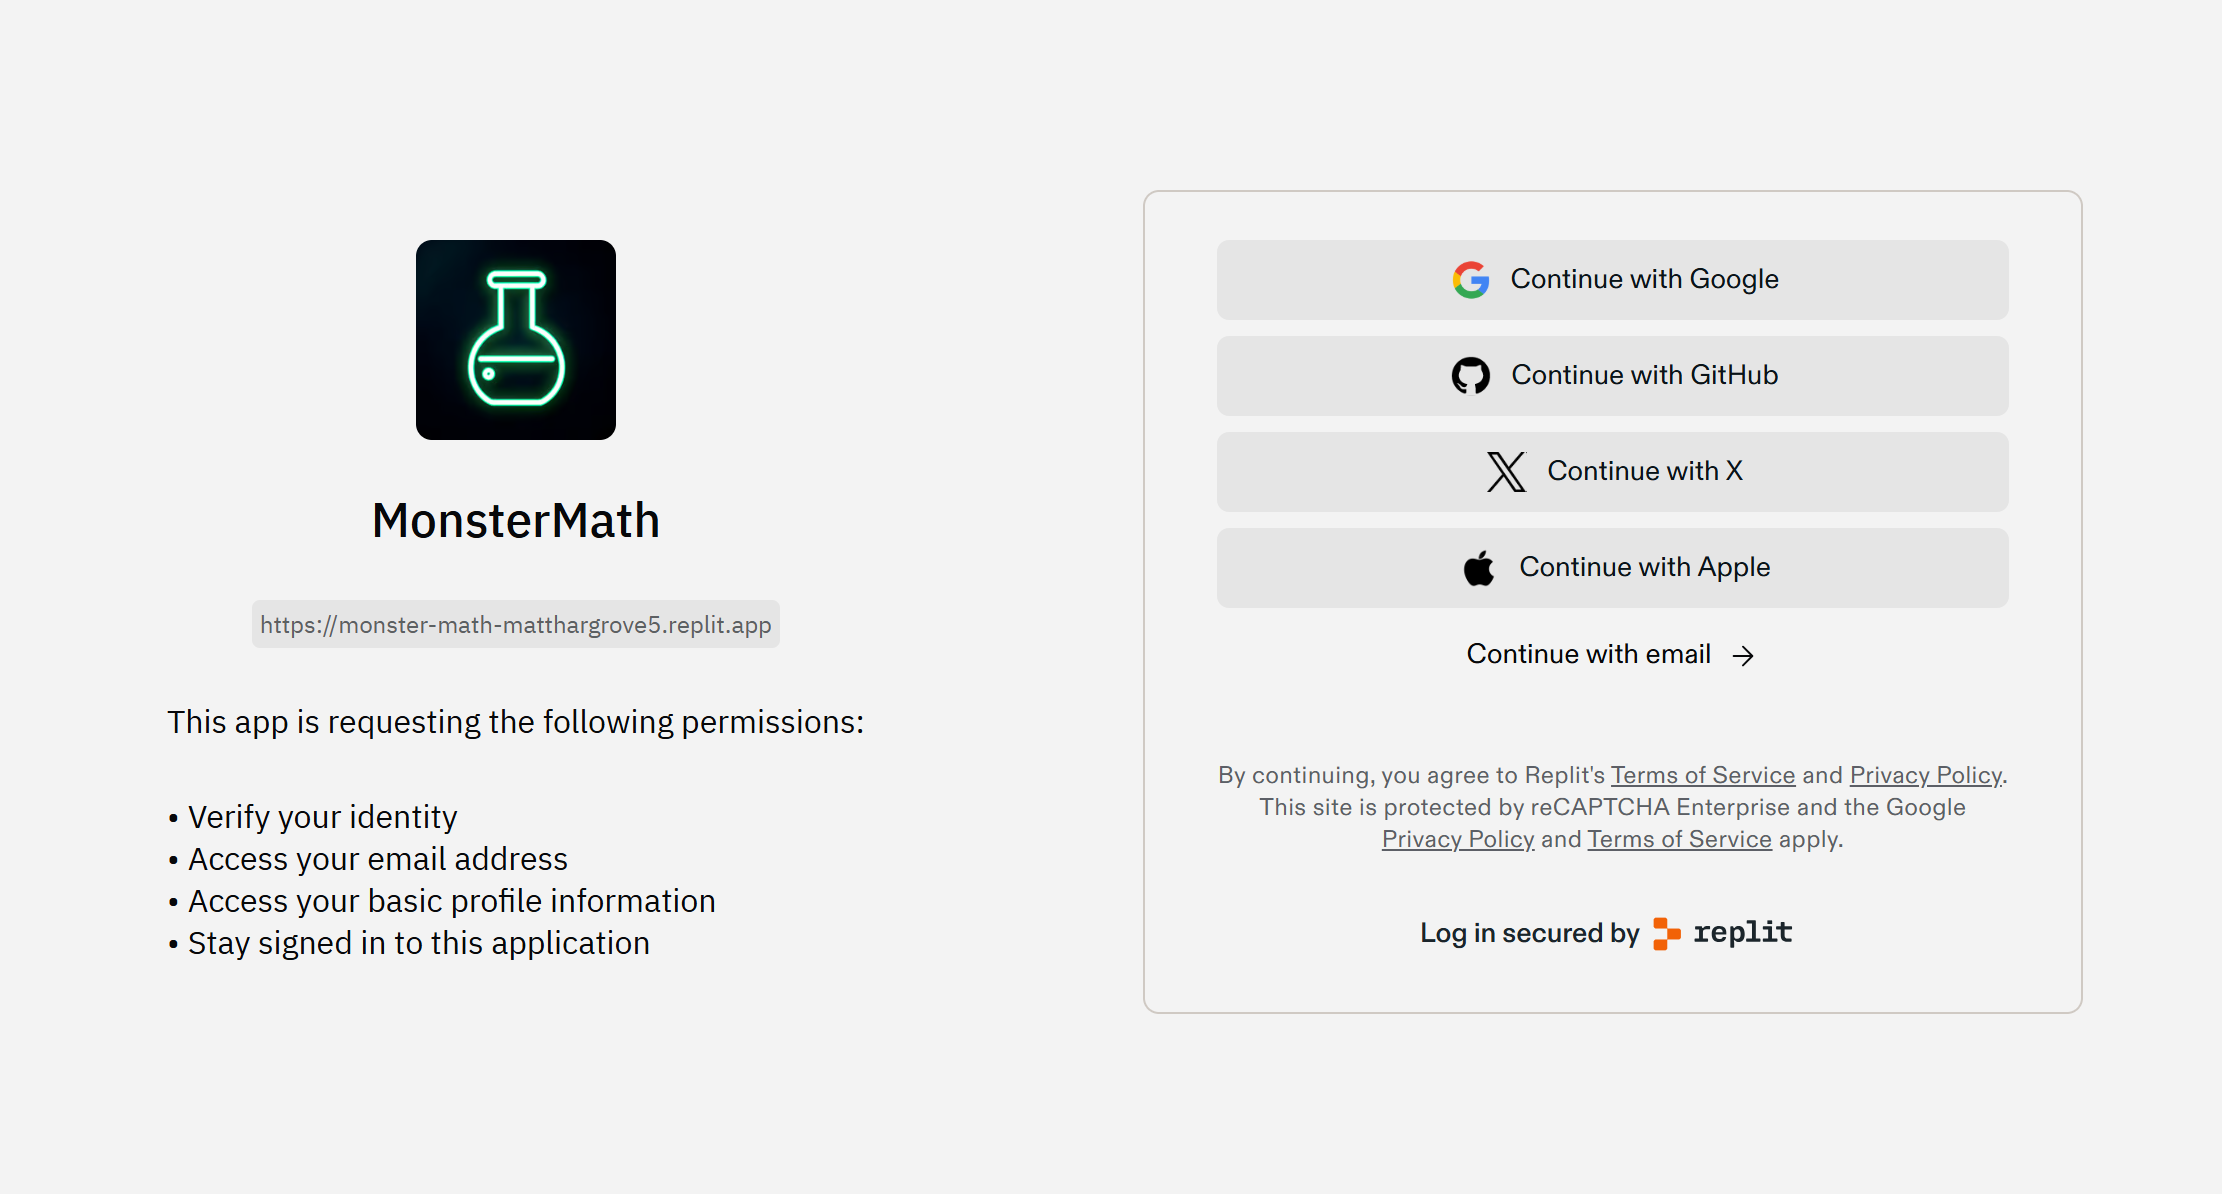 MonsterMath
https://monster-math-matthargrove5.replit.app
This app is requesting the following permissions:
• Verify your identity
• Access your email address
• Access your basic profile information
• Stay signed in to this application
Continue with Google
Continue with GitHub
Continue with X
Continue with Apple
Continue with email →
By continuing, you agree to Replit's Terms of Service and Privacy Policy.
This site is protected by reCAPTCHA Enterprise and the Google
Privacy Policy and Terms of Service apply.
Log in secured by replit